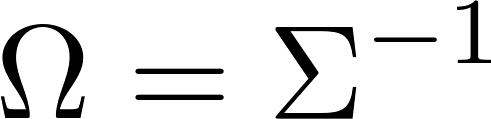 Ω = Σ⁻¹